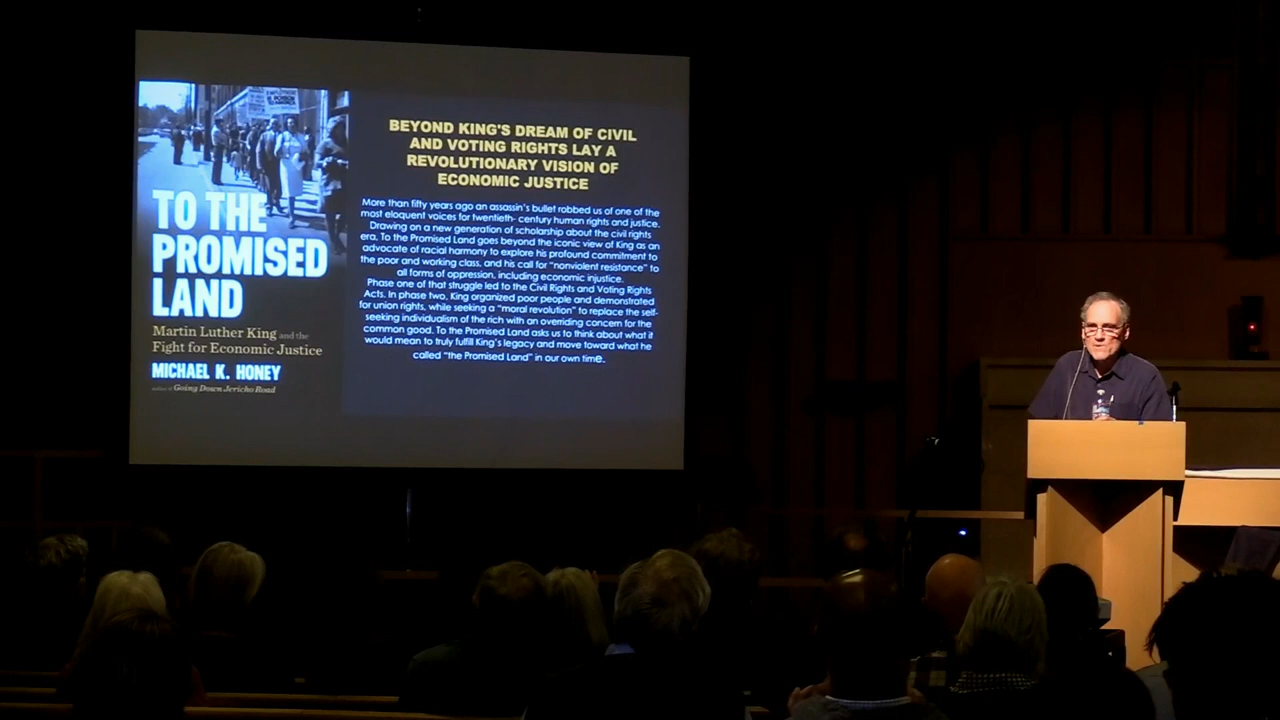 TO THE
PROMISED
LAND
Martin Luther King and the
Fight for Economic Justice
MICHAEL K. HONEY
Going Down Jericho Road
BEYOND KING'S DREAM OF CIVIL
AND VOTING RIGHTS LAY A
REVOLUTIONARY VISION OF
ECONOMIC JUSTICE
More than fifty years ago an assassin's bullet robbed us of one of the
most eloquent voices for twentieth- century human rights and justice.
Drawing on a new generation of scholarship about the civil rights
era, To the Promised Land goes beyond the iconic view of King as an
advocate of racial harmony to explore his profound commitment to
the poor and working class, and his call for "nonviolent resistance" to
all forms of oppression, including economic injustice.
Phase one of that struggle led to the Civil Rights and Voting Rights
Acts. In phase two, King organized poor people and demonstrated
for union rights, while seeking a "moral revolution" to replace the self-
seeking individualism of the rich with an overriding concern for the
common good. To the Promised Land asks us to think about what it
would mean to truly fulfill King's legacy and move toward what he
called "the Promised Land" in our own time.